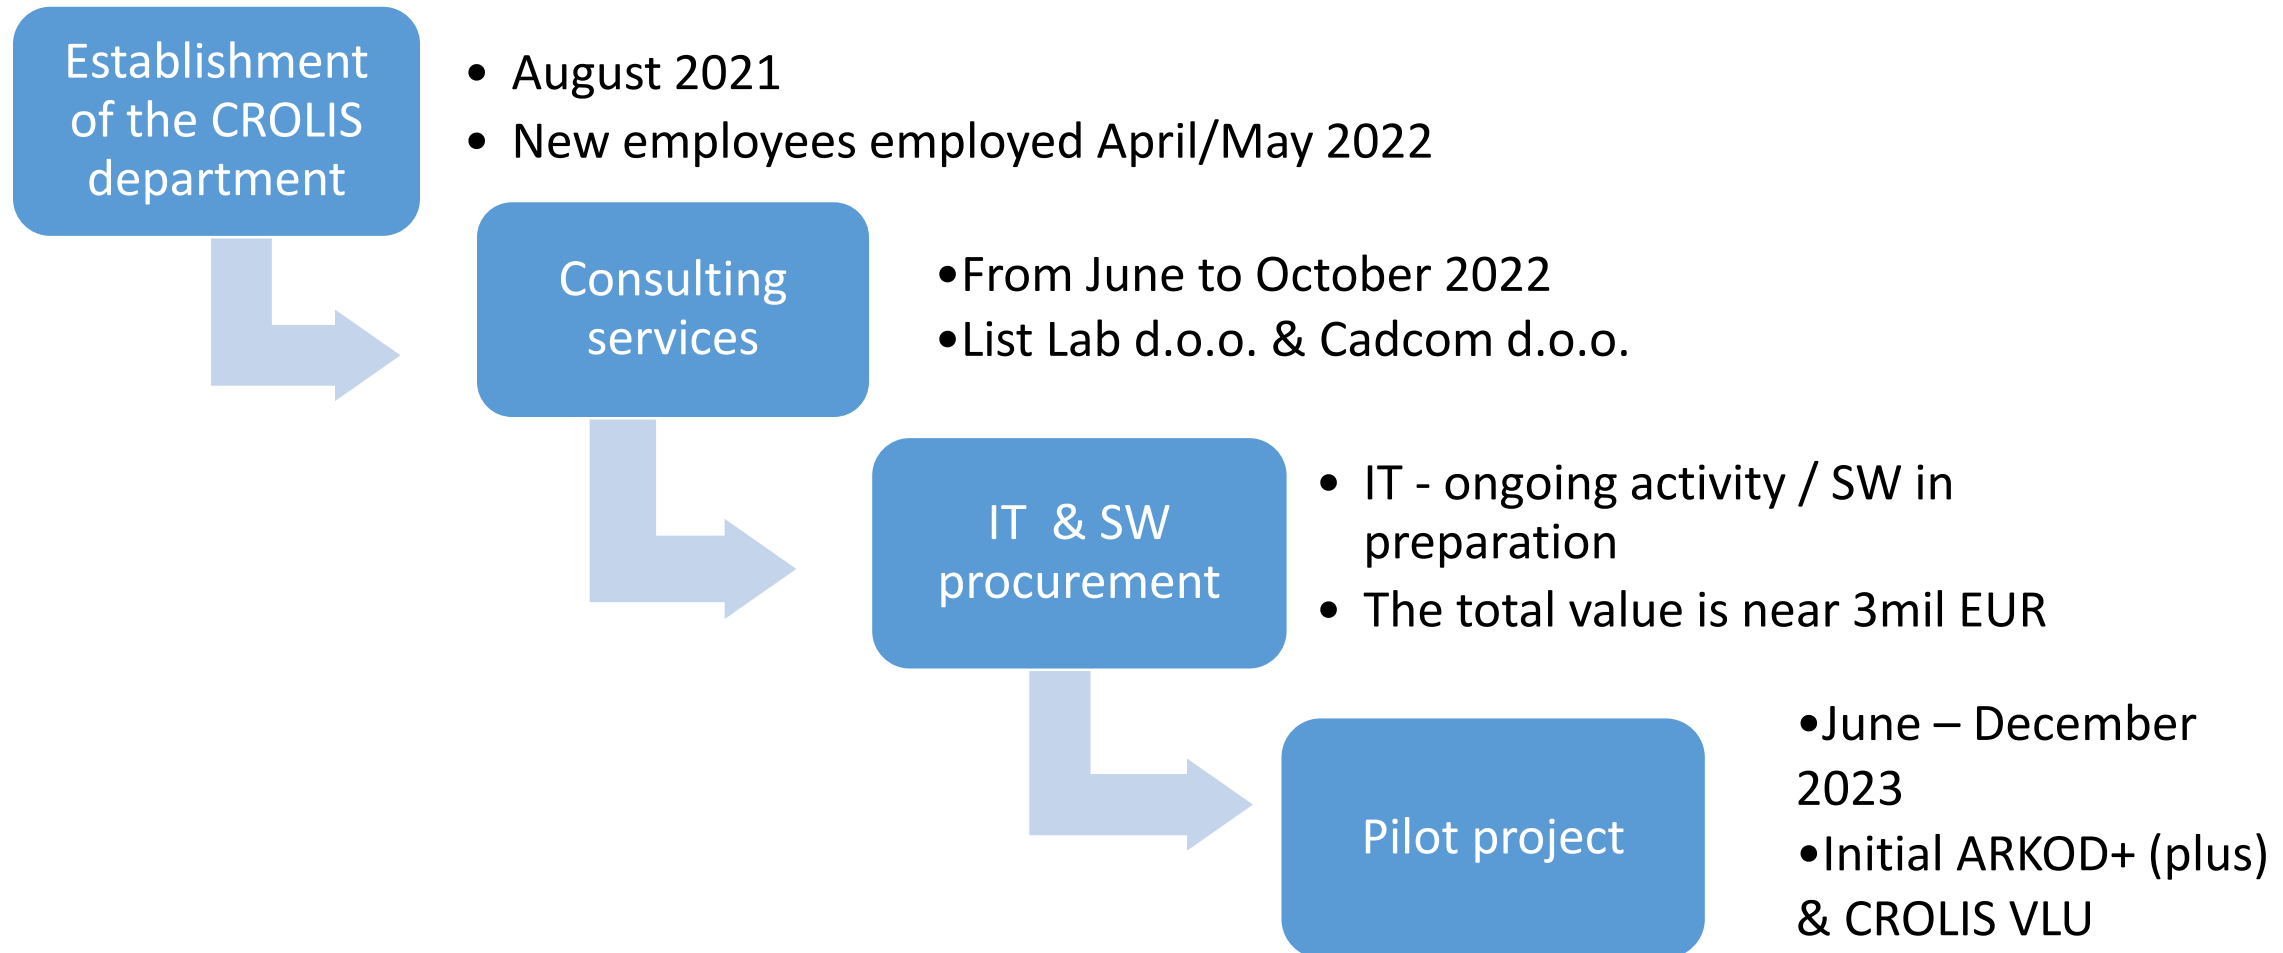 Establishment
of the CROLIS
department
• August 2021
• New employees employed April/May 2022
Consulting
services
•From June to October 2022
•List Lab d.o.o. & Cadcom d.o.o.
IT & SW
procurement
• IT - ongoing activity / SW in
preparation
• The total value is near 3mil EUR
Pilot project
•June – December
2023
•Initial ARKOD+ (plus)
& CROLIS VLU